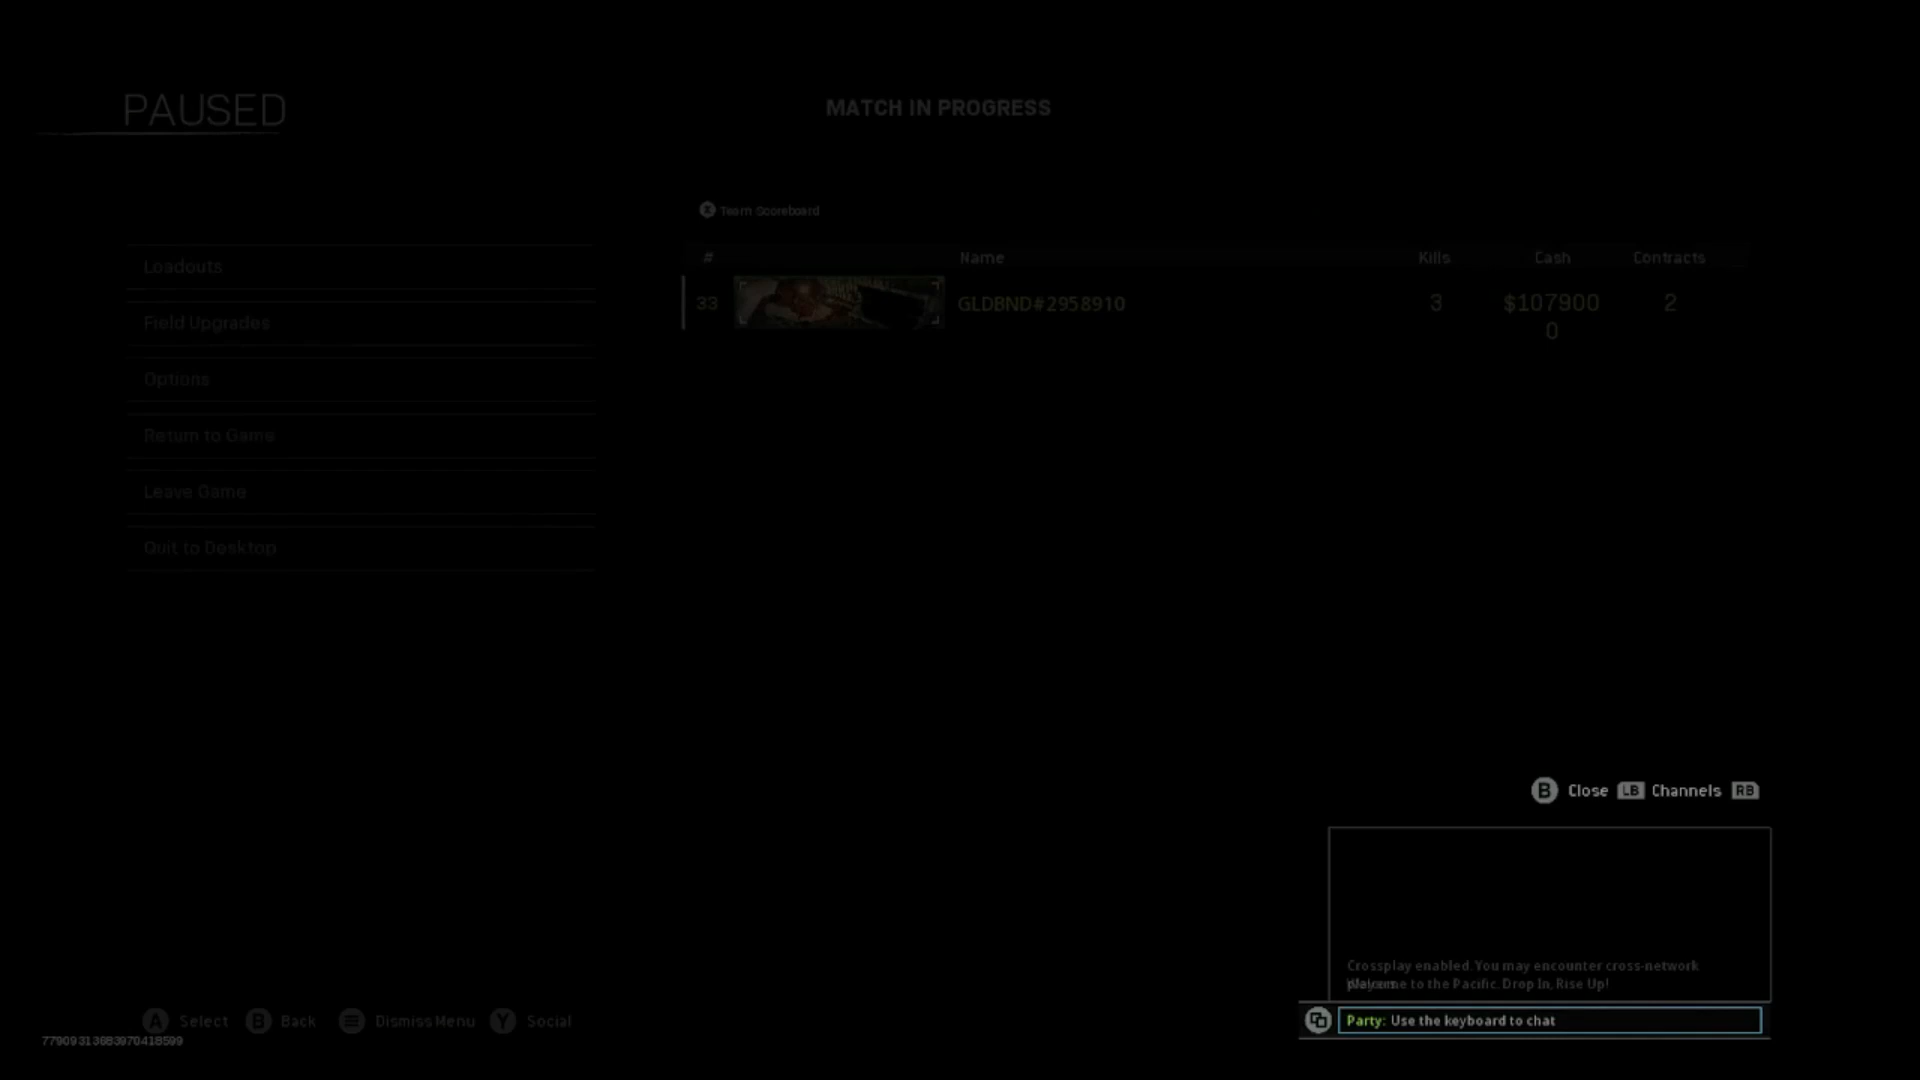 PAUSED
MATCH IN PROGRESS
Team Scoreboard
# Name Kills Cash Contracts
33 GLDBND#2958910 3 $107900 2
0
Loadouts
Field Upgrades
Options
Return to Game
Leave Game
Quit to Desktop
B Close LB Channels RB
Crossplay enabled. You may encounter cross-network
to the Pacific. Drop In, Rise Up!
Party: Use the keyboard to chat
A Select B Back Dismiss Menu Y Social
77909313683970418599